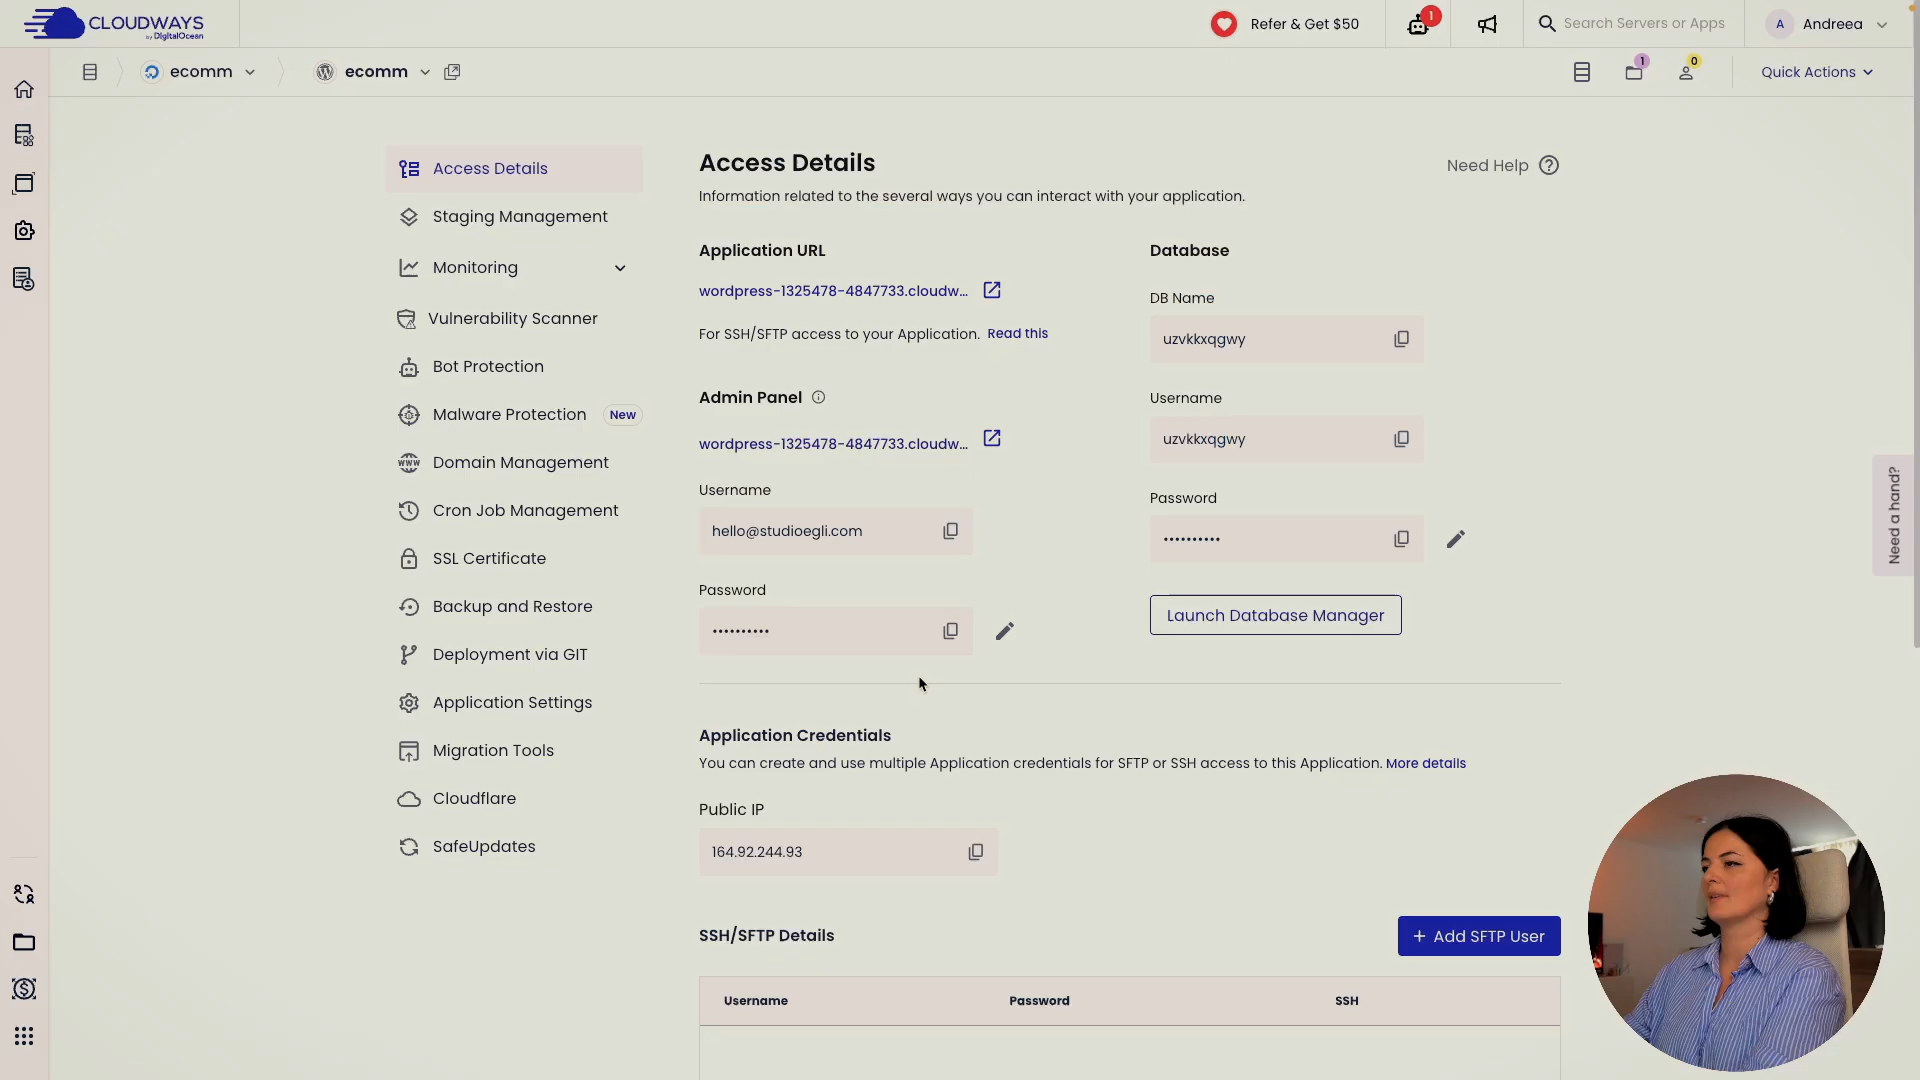 CLOUDWAYS
by DigitalOcean
Refer & Get $50
1
Search Servers or Apps
A
Andreea
ecomm
ecomm
1
0
Quick Actions
Access Details
Staging Management
Monitoring
Vulnerability Scanner
Bot Protection
Malware Protection New
Domain Management
Cron Job Management
SSL Certificate
Backup and Restore
Deployment via GIT
Application Settings
Migration Tools
Cloudflare
SafeUpdates
Access Details
Need Help
Information related to the several ways you can interact with your application.
Application URL
wordpress-1325478-4847733.cloudw...
For SSH/SFTP access to your Application. Read this
Admin Panel
wordpress-1325478-4847733.cloudw...
Username
hello@studioegli.com
Password
••••••••••
Database
DB Name
uzvkkxqgwy
Username
uzvkkxqgwy
Password
••••••••••
Launch Database Manager
Need a hand?
Application Credentials
You can create and use multiple Application credentials for SFTP or SSH access to this Application. More details
Public IP
164.92.244.93
SSH/SFTP Details
+ Add SFTP User
Username Password SSH